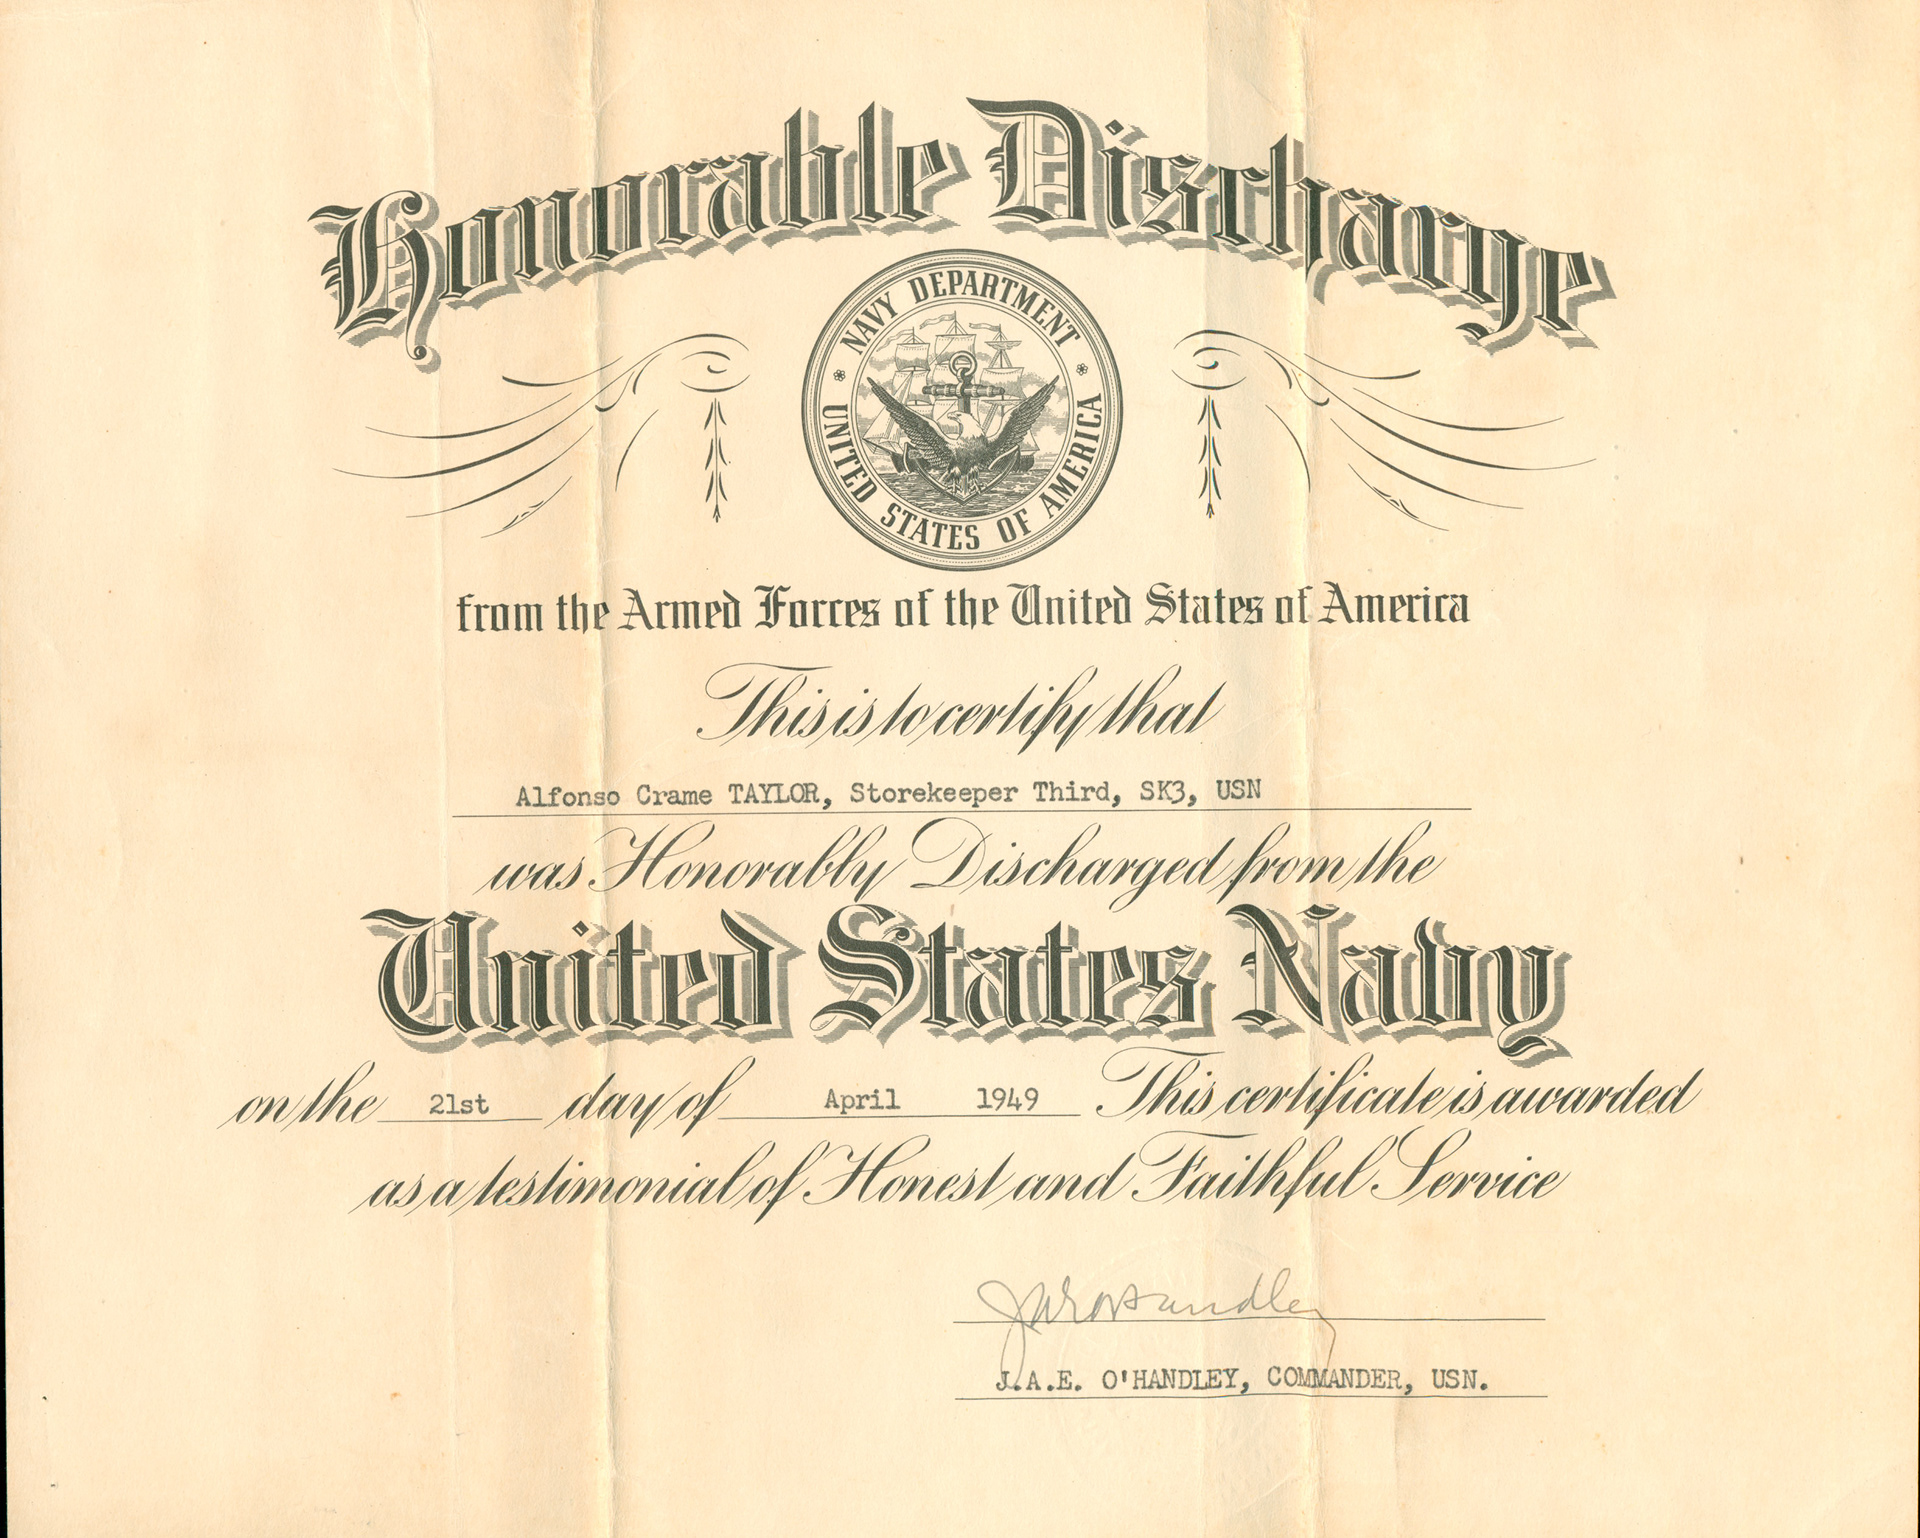 Honorable Discharge
NAVY DEPARTMENT
UNITED STATES OF AMERICA
from the Armed Forces of the United States of America
This is to certify that
Alfonso Crame TAYLOR, Storekeeper Third, SK3, USN
was Honorably Discharged from the
United States Navy
on the 21st day of April 1949 This certificate is awarded
as a testimonial of Honest and Faithful Service
JAEO'Handley
J.A.E. O'HANDLEY, COMMANDER, USN.